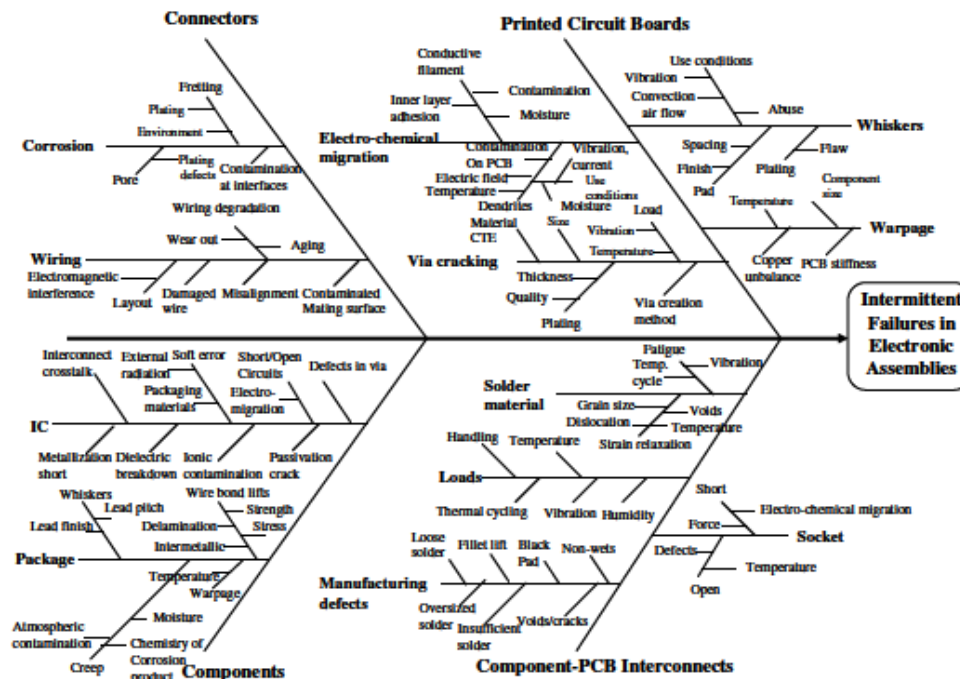 Connectors
Printed Circuit Boards
Fretting
Plating
Environment
Corrosion
Pore
Plating
defects
Contamination
at interfaces
Wiring degradation
Wear out
Aging
Wiring
Electromagnetic
interference
Layout
Damaged
wire
Misalignment
Contaminated
Mating surface
Conductive
filament
Contamination
Inner layer
adhesion
Moisture
Electro-chemical
migration
Contamination
On PCB
Vibration,
current
Electric field
Use
conditions
Temperature
Dendrites
Moisture
Use conditions
Vibration
Convection
air flow
Abuse
Whiskers
Spacing
Flaw
Finish
Plating
Pad
Component
size
Temperature
Warpage
Copper
unbalance
PCB stiffness
Material
CTE
Size
Load
Vibration
Temperature
Via cracking
Thickness
Quality
Plating
Via creation
method
Intermittent
Failures in
Electronic
Assemblies
Interconnect
crosstalk
External
radiation
Soft error
Packaging
materials
Short/Open
Circuits
Electro-
migration
Defects in via
IC
Metallization
short
Dielectric
breakdown
Ionic
contamination
Passivation
crack
Whiskers
Lead pitch
Lead finish
Wire bond lifts
Strength
Delamination
Stress
Intermetallic
Package
Temperature
Warpage
Moisture
Atmospheric
contamination
Chemistry of
Corrosion
product
Creep
Components
Fatigue
Temp.
cycle
Vibration
Solder
material
Grain size
Voids
Dislocation
Temperature
Strain relaxation
Handling
Temperature
Loads
Thermal cycling
Vibration
Humidity
Short
Electro-chemical migration
Force
Socket
Defects
Temperature
Open
Loose
solder
Fillet lift
Black
Pad
Non-wets
Manufacturing
defects
Oversized
solder
Insufficient
solder
Voids/cracks
Component-PCB Interconnects